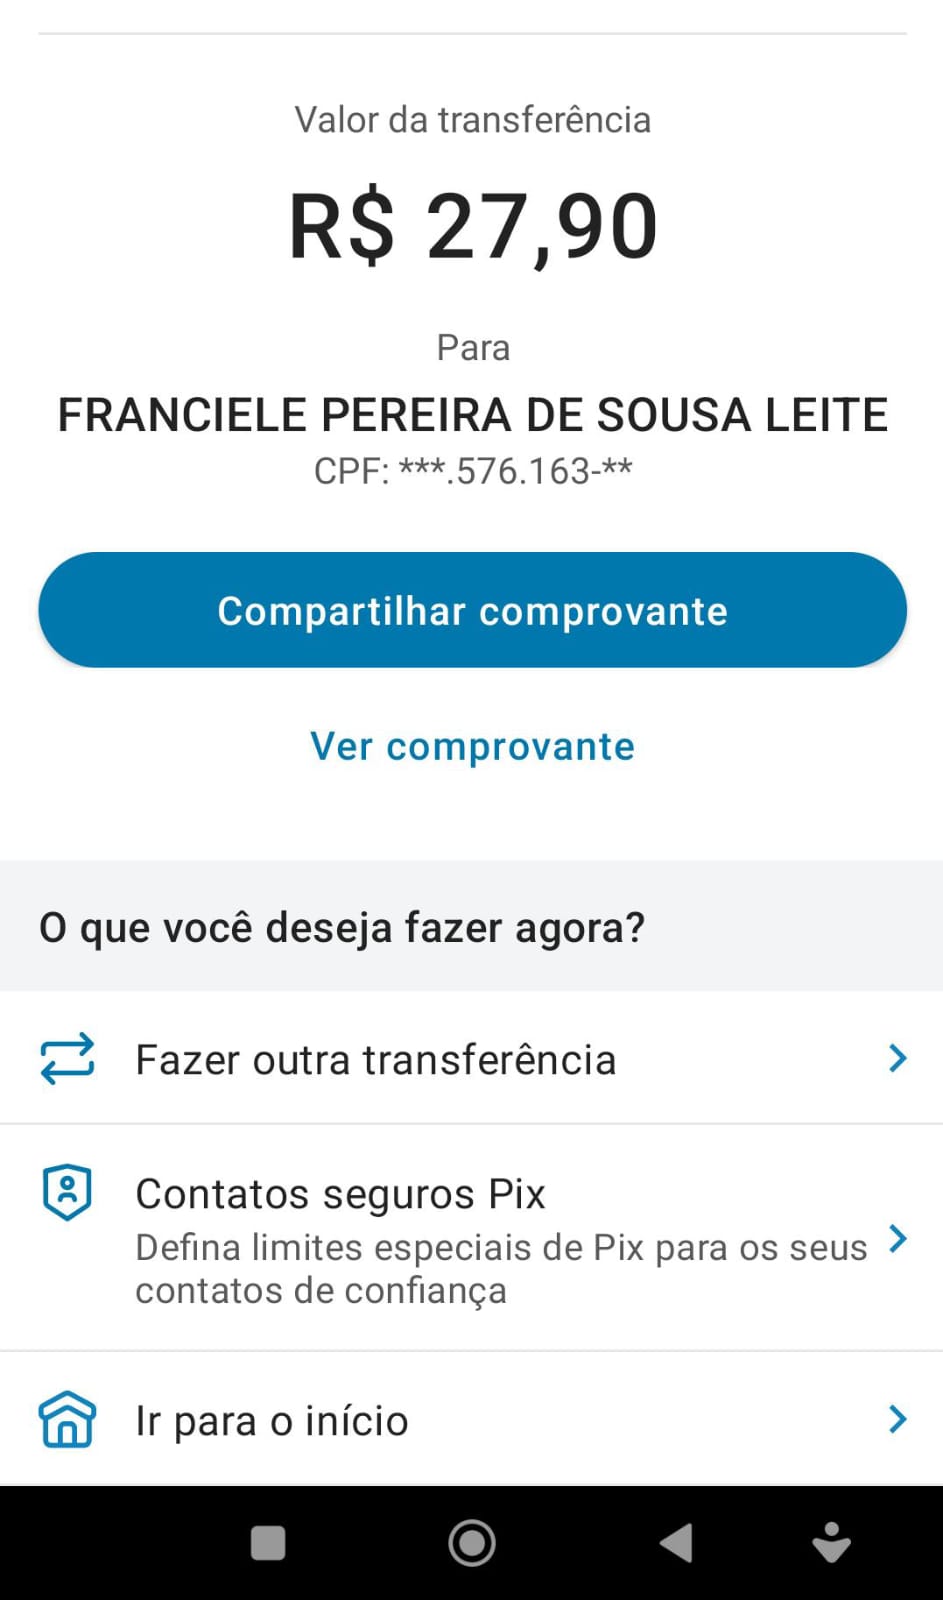 Valor da transferência
R$ 27,90
Para
FRANCIELE PEREIRA DE SOUSA LEITE
CPF: ***.576.163-**
Compartilhar comprovante
Ver comprovante
O que você deseja fazer agora?
Fazer outra transferência
Contatos seguros Pix
Defina limites especiais de Pix para os seus
contatos de confiança
Ir para o início